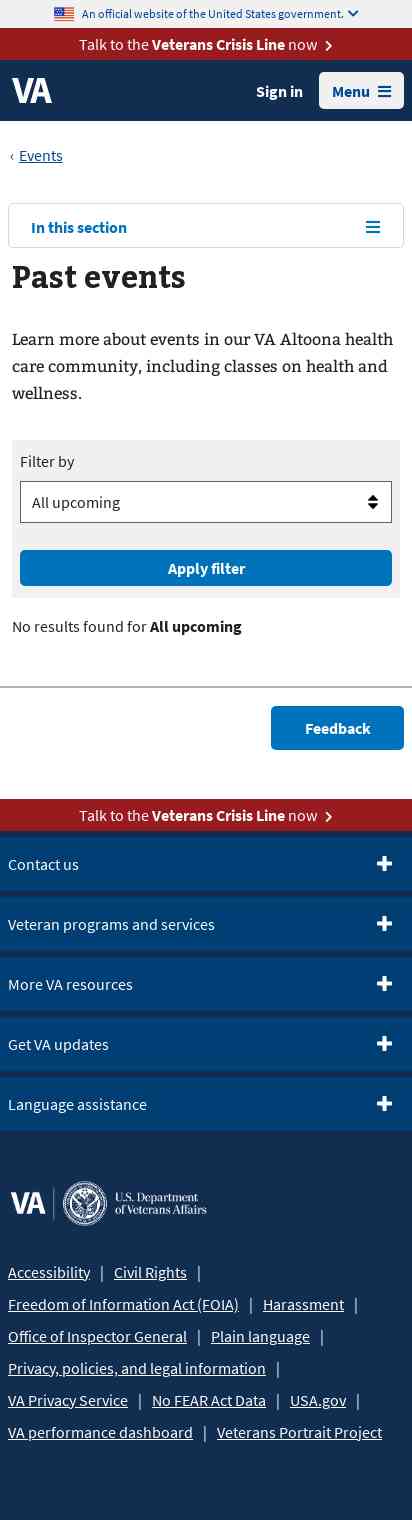 An official website of the United States government.
Talk to the Veterans Crisis Line now
VA
Sign in
Menu
‹ Events
In this section
Past events
Learn more about events in our VA Altoona health
care community, including classes on health and
wellness.
Filter by
All upcoming
Apply filter
No results found for All upcoming
Feedback
Talk to the Veterans Crisis Line now
Contact us
Veteran programs and services
More VA resources
Get VA updates
Language assistance
VA | U.S. Department
of Veterans Affairs
Accessibility | Civil Rights |
Freedom of Information Act (FOIA) | Harassment |
Office of Inspector General | Plain language |
Privacy, policies, and legal information |
VA Privacy Service | No FEAR Act Data | USA.gov |
VA performance dashboard | Veterans Portrait Project